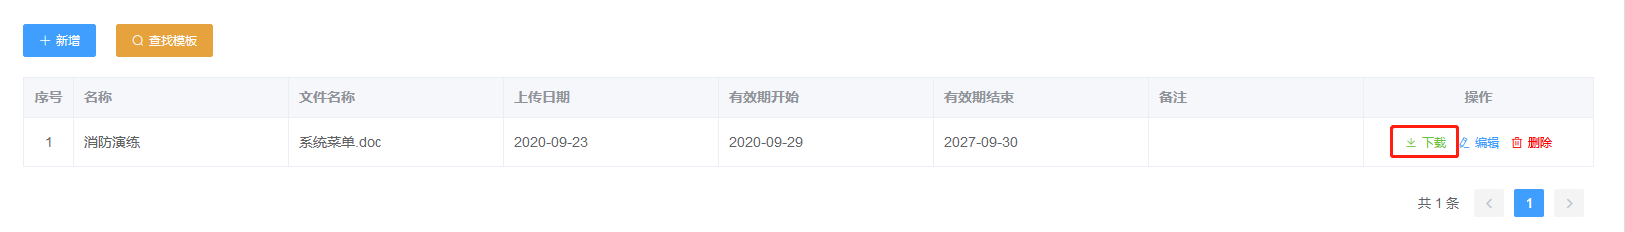 新增 查找模板
序号 名称 文件名称 上传日期 有效期开始 有效期结束 备注 操作
1 消防演练 系统菜单.doc 2020-09-23 2020-09-29 2027-09-30 下载 编辑 删除
共 1 条 1